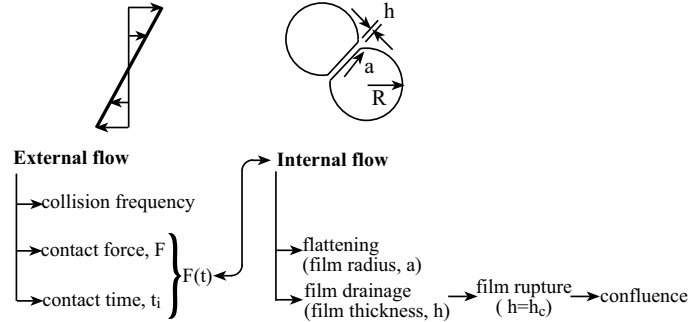 h
a
R
External flow
Internal flow
collision frequency
contact force, F
F(t)
contact time, tᵢ
flattening
(film radius, a)
film drainage
(film thickness, h)
film rupture
( h=h꜀)
confluence